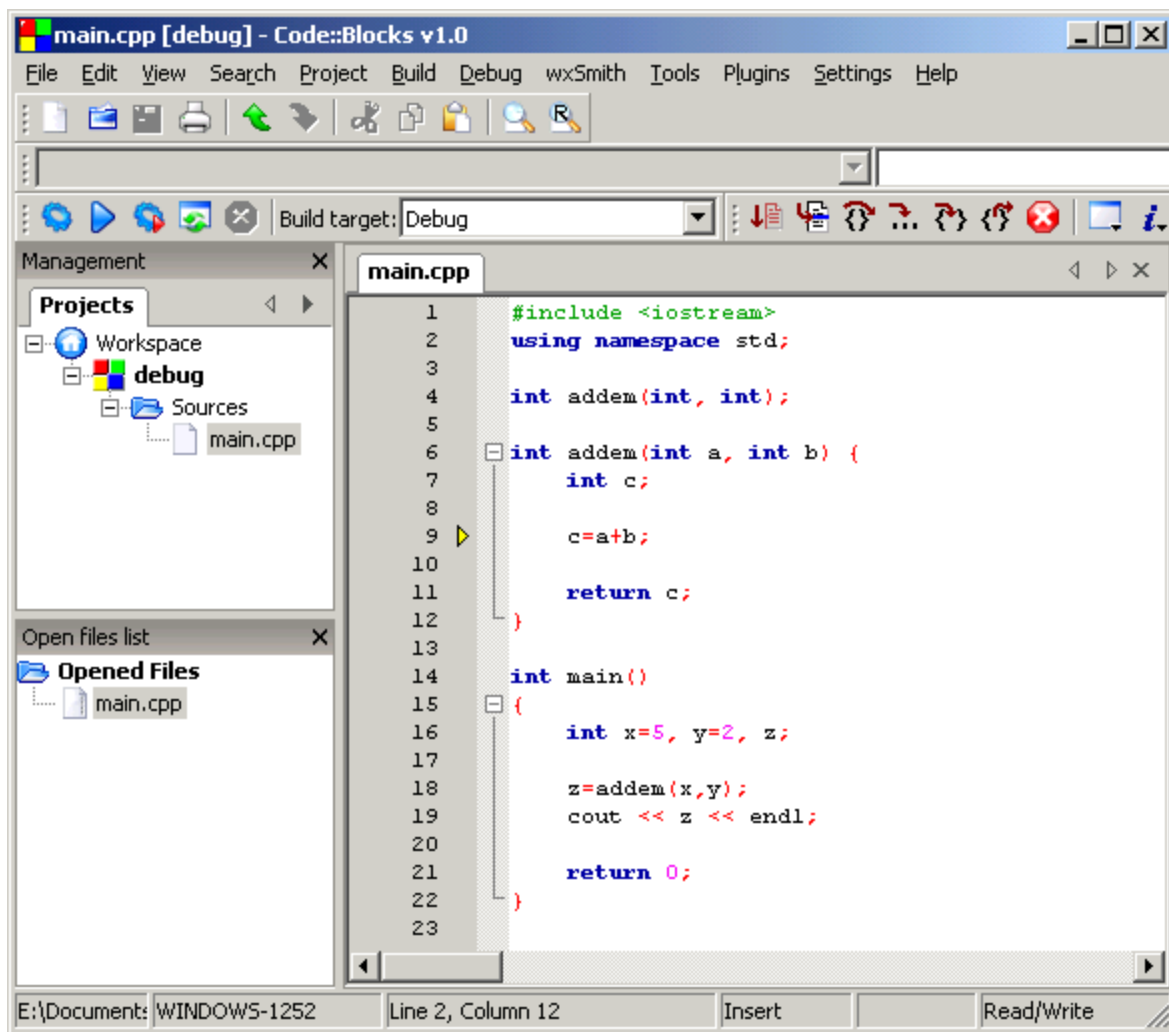 main.cpp [debug] - Code::Blocks v1.0
File Edit View Search Project Build Debug wxSmith Tools Plugins Settings Help
Build target: Debug
Management
Projects
Workspace
debug
Sources
main.cpp
Open files list
Opened Files
main.cpp
main.cpp
1 #include <iostream>
2 using namespace std;
3
4 int addem(int, int);
5
6 int addem(int a, int b) {
7 int c;
8
9 c=a+b;
10
11 return c;
12 }
13
14 int main()
15 {
16 int x=5, y=2, z;
17
18 z=addem(x,y);
19 cout << z << endl;
20
21 return 0;
22 }
23
E:\Documents WINDOWS-1252 Line 2, Column 12 Insert Read/Write